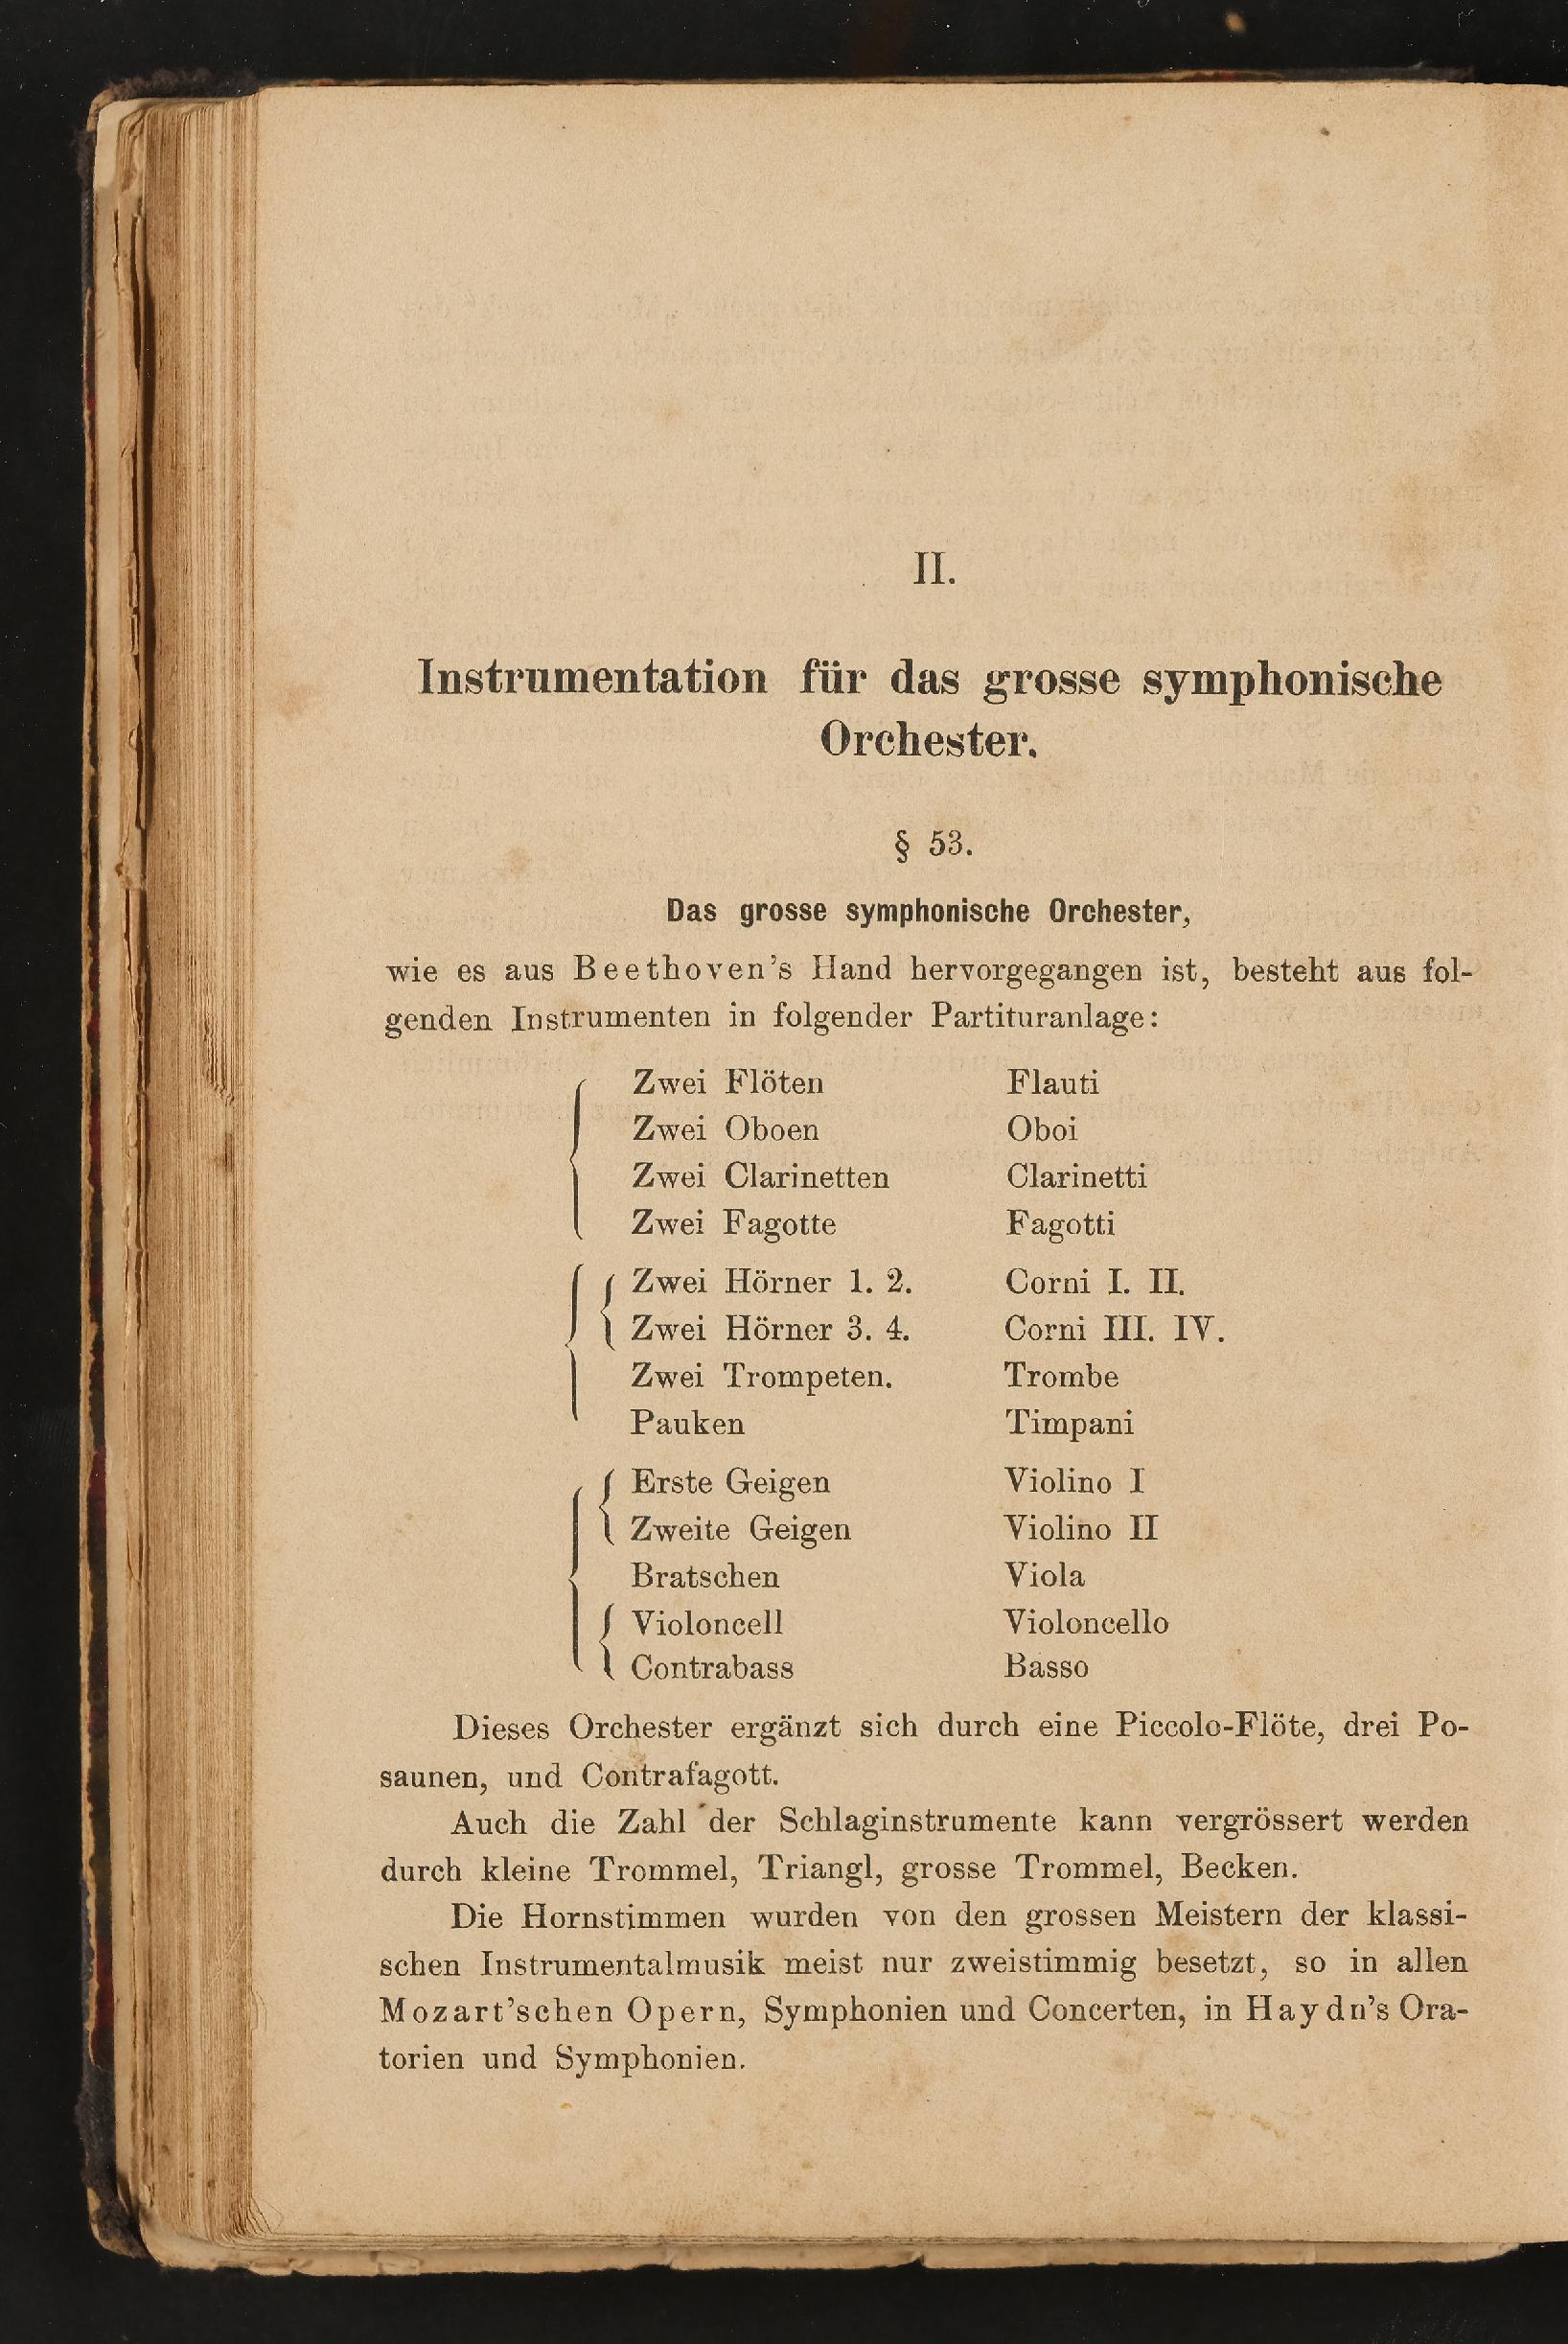 II.
Instrumentation für das grosse symphonische
Orchester.
§ 53.
Das grosse symphonische Orchester,
wie es aus Beethoven's Hand hervorgegangen ist, besteht aus fol-
genden Instrumenten in folgender Partituranlage:
Zwei Flöten Flauti
Zwei Oboen Oboi
Zwei Clarinetten Clarinetti
Zwei Fagotte Fagotti
Zwei Hörner 1. 2. Corni I. II.
Zwei Hörner 3. 4. Corni III. IV.
Zwei Trompeten. Trombe
Pauken Timpani
Erste Geigen Violino I
Zweite Geigen Violino II
Bratschen Viola
Violoncell Violoncello
Contrabass Basso
Dieses Orchester ergänzt sich durch eine Piccolo-Flöte, drei Po-
saunen, und Contrafagott.
Auch die Zahl der Schlaginstrumente kann vergrössert werden
durch kleine Trommel, Triangl, grosse Trommel, Becken.
Die Hornstimmen wurden von den grossen Meistern der klassi-
schen Instrumentalmusik meist nur zweistimmig besetzt, so in allen
Mozart'schen Opern, Symphonien und Concerten, in Haydn's Ora-
torien und Symphonien.